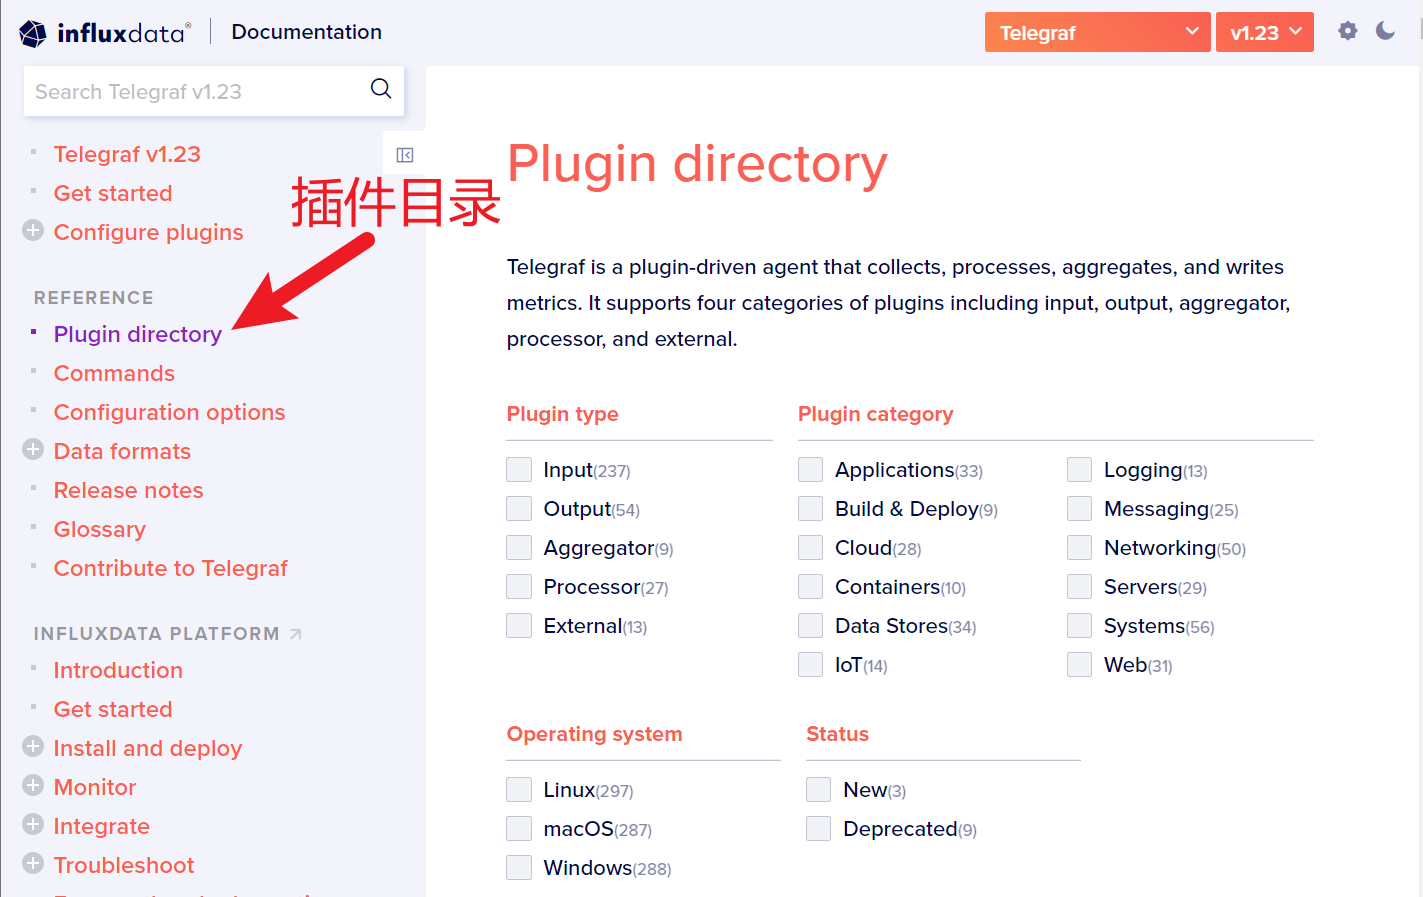 influxdata® Documentation
Telegraf
v1.23
Search Telegraf v1.23
Telegraf v1.23
Get started
Configure plugins
插件目录
REFERENCE
Plugin directory
Commands
Configuration options
Data formats
Release notes
Glossary
Contribute to Telegraf
INFLUXDATA PLATFORM
Introduction
Get started
Install and deploy
Monitor
Integrate
Troubleshoot
Plugin directory
Telegraf is a plugin-driven agent that collects, processes, aggregates, and writes
metrics. It supports four categories of plugins including input, output, aggregator,
processor, and external.
Plugin type
Input(237)
Output(54)
Aggregator(9)
Processor(27)
External(13)
Plugin category
Applications(33)
Build & Deploy(9)
Cloud(28)
Containers(10)
Data Stores(34)
IoT(14)
Logging(13)
Messaging(25)
Networking(50)
Servers(29)
Systems(56)
Web(31)
Operating system
Linux(297)
macOS(287)
Windows(288)
Status
New(3)
Deprecated(9)